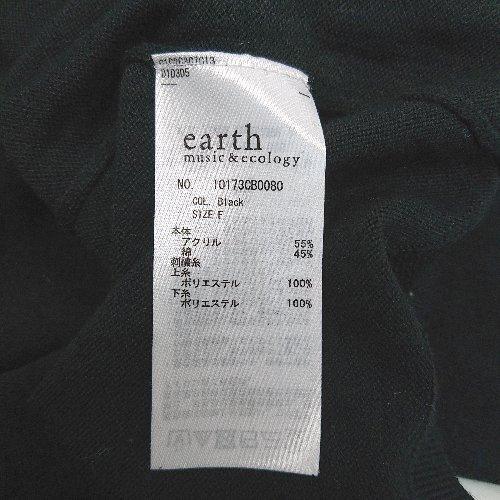 01D305
earth
music&ecology
NO. 10173CB0080
COL. Black
SIZE F
本体
アクリル 55%
綿 45%
刺繍糸
上糸
ポリエステル 100%
下糸
ポリエステル 100%